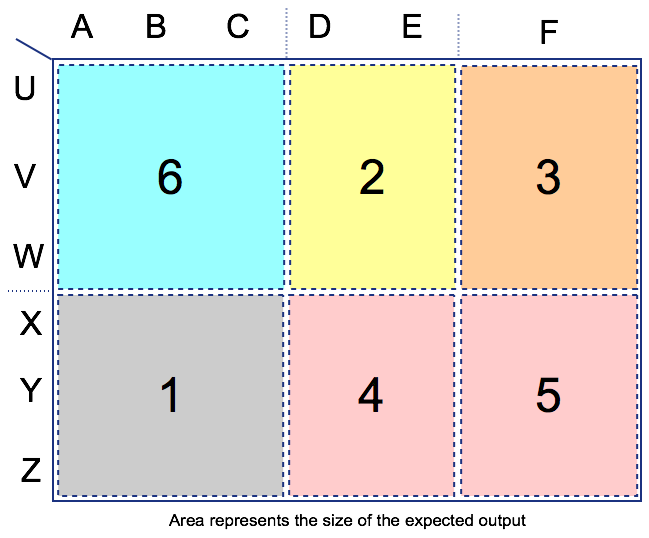 A B C D E F
U
V 6 2 3
W
X
Y 1 4 5
Z
Area represents the size of the expected output